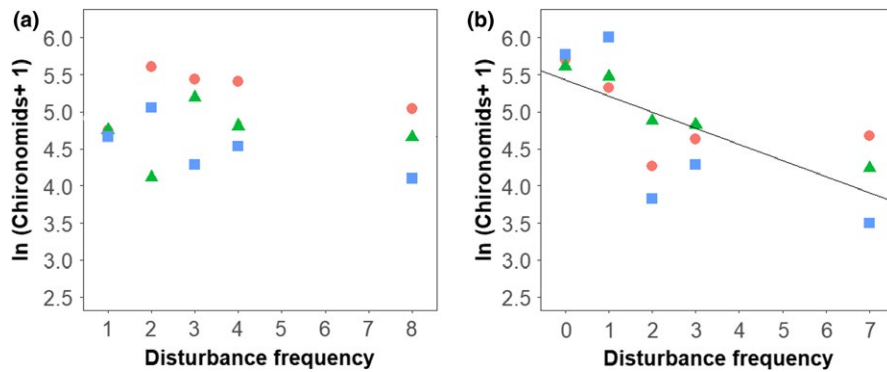 (a)
ln (Chironomids+ 1)
6.0
5.5
5.0
4.5
4.0
3.5
3.0
2.5
1 2 3 4 5 6 7 8
Disturbance frequency
(b)
ln (Chironomids+ 1)
6.0
5.5
5.0
4.5
4.0
3.5
3.0
2.5
0 1 2 3 4 5 6 7
Disturbance frequency